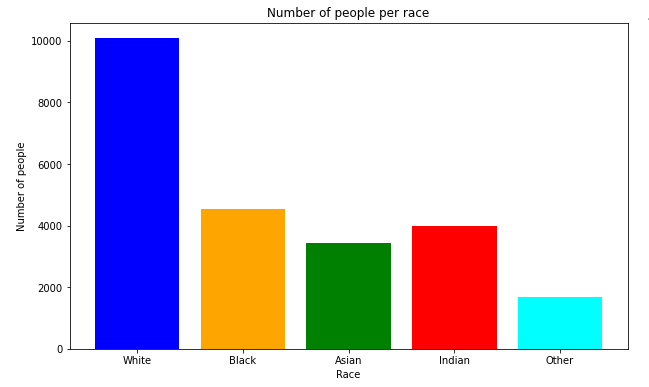 Number of people per race
10000
8000
6000
4000
2000
0
Number of people
White Black Asian Indian Other
Race